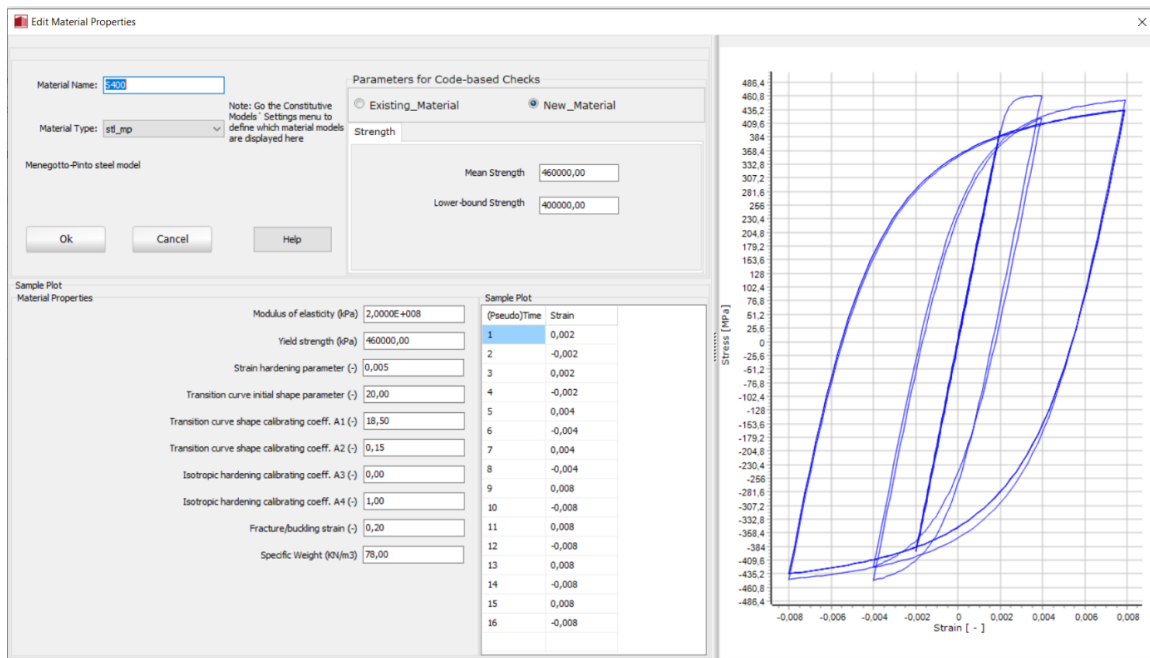 Edit Material Properties
Material Name: S400
Material Type: stl_mp
Note: Go the Constitutive
Models` Settings menu to
define which material models
are displayed here
Menegotto-Pinto steel model
Ok Cancel Help
Parameters for Code-based Checks
Existing_Material New_Material
Strength
Mean Strength 460000,00
Lower-bound Strength 400000,00
Sample Plot
Material Properties
Modulus of elasticity (kPa) 2,0000E+008
Yield strength (kPa) 460000,00
Strain hardening parameter (-) 0,005
Transition curve initial shape parameter (-) 20,00
Transition curve shape calibrating coeff. A1 (-) 18,50
Transition curve shape calibrating coeff. A2 (-) 0,15
Isotropic hardening calibrating coeff. A3 (-) 0,00
Isotropic hardening calibrating coeff. A4 (-) 1,00
Fracture/buckling strain (-) 0,20
Specific Weight (KN/m3) 78,00
Sample Plot
(Pseudo)Time Strain
1 0,002
2 -0,002
3 0,002
4 -0,002
5 0,004
6 -0,004
7 0,004
8 -0,004
9 0,008
10 -0,008
11 0,008
12 -0,008
13 0,008
14 -0,008
15 0,008
16 -0,008
Stress [MPa]
486,4
460,8
435,2
409,6
384
358,4
332,8
307,2
281,6
256
230,4
204,8
179,2
153,6
128
102,4
76,8
51,2
25,6
0
-25,6
-51,2
-76,8
-102,4
-128
-153,6
-179,2
-204,8
-230,4
-256
-281,6
-307,2
-332,8
-358,4
-384
-409,6
-435,2
-460,8
-486,4
-0,008 -0,006 -0,004 -0,002 0 0,002 0,004 0,006 0,008
Strain [ - ]